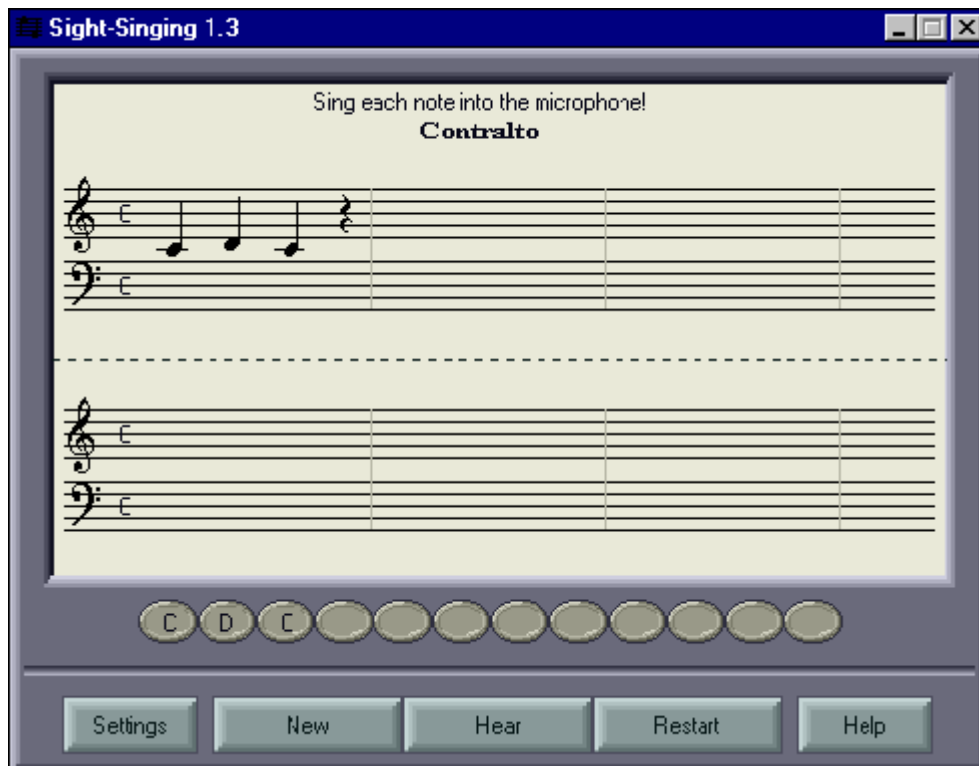 Sight-Singing 1.3
Sing each note into the microphone!
Contralto
C
C
C
C
C D C
Settings New Hear Restart Help